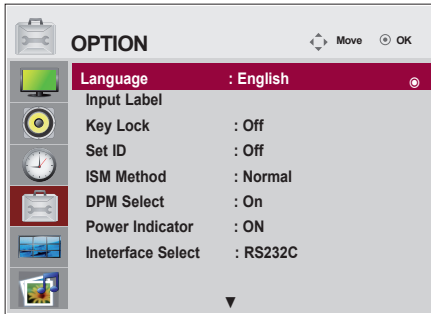 OPTION Move OK
Language : English
Input Label
Key Lock : Off
Set ID : Off
ISM Method : Normal
DPM Select : On
Power Indicator : ON
Ineterface Select : RS232C